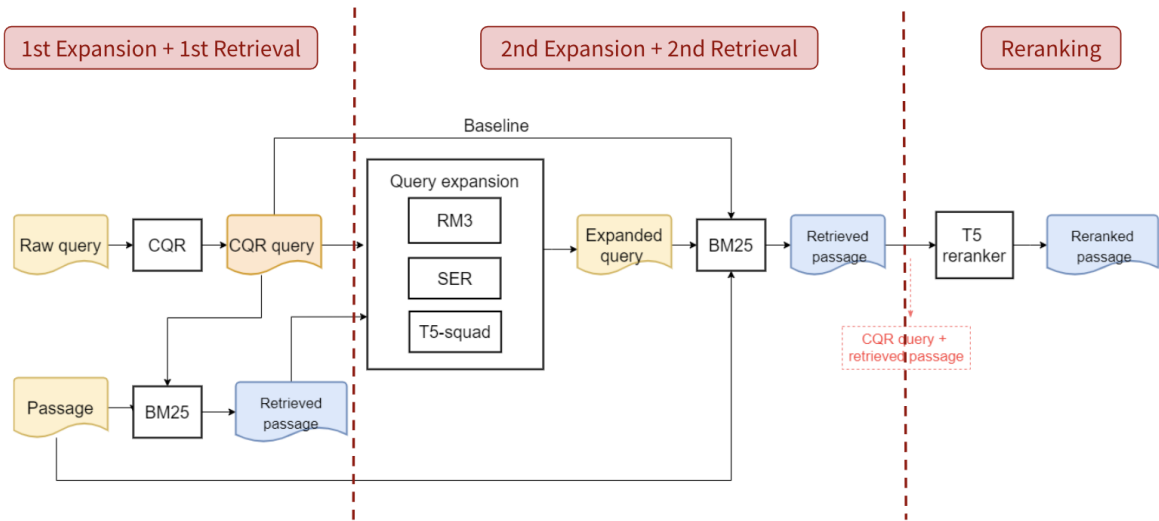 1st Expansion + 1st Retrieval
2nd Expansion + 2nd Retrieval
Reranking
Baseline
Query expansion
RM3
SER
T5-squad
Raw query
CQR
CQR query
Expanded
query
BM25
Retrieved
passage
T5
reranker
Reranked
passage
CQR query +
retrieved passage
Passage
BM25
Retrieved
passage